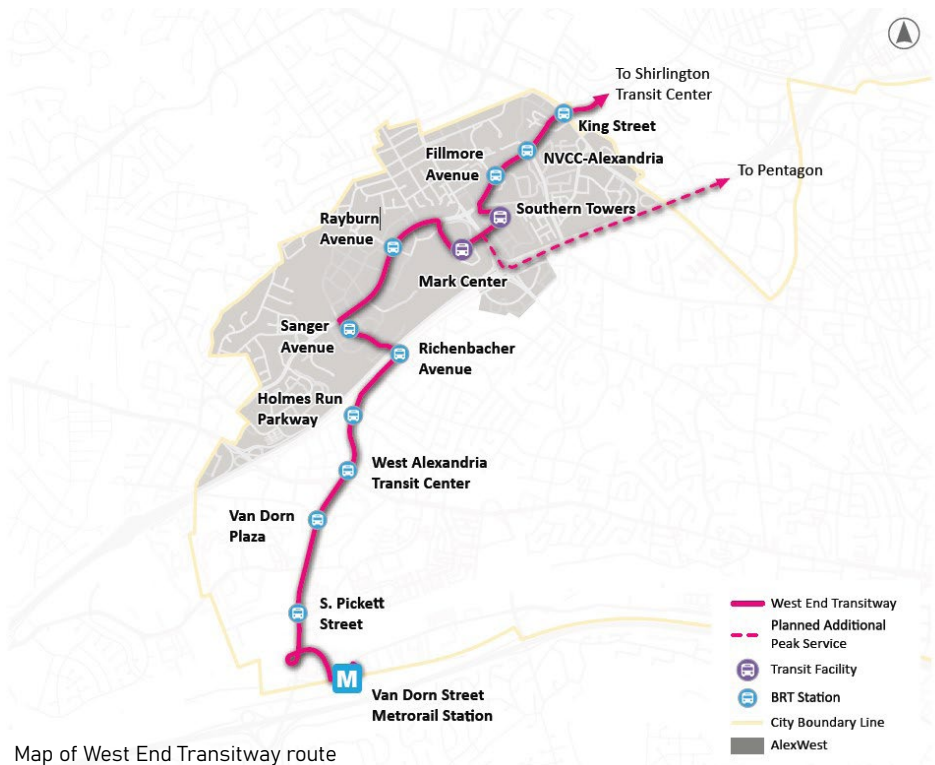 To Shirlington
Transit Center
King Street
NVCC-Alexandria
Fillmore
Avenue
To Pentagon
Southern Towers
Rayburn
Avenue
Mark Center
Sanger
Avenue
Richenbacher
Avenue
Holmes Run
Parkway
West Alexandria
Transit Center
Van Dorn
Plaza
S. Pickett
Street
M
Van Dorn Street
Metrorail Station
West End Transitway
Planned Additional
Peak Service
Transit Facility
BRT Station
City Boundary Line
AlexWest
Map of West End Transitway route